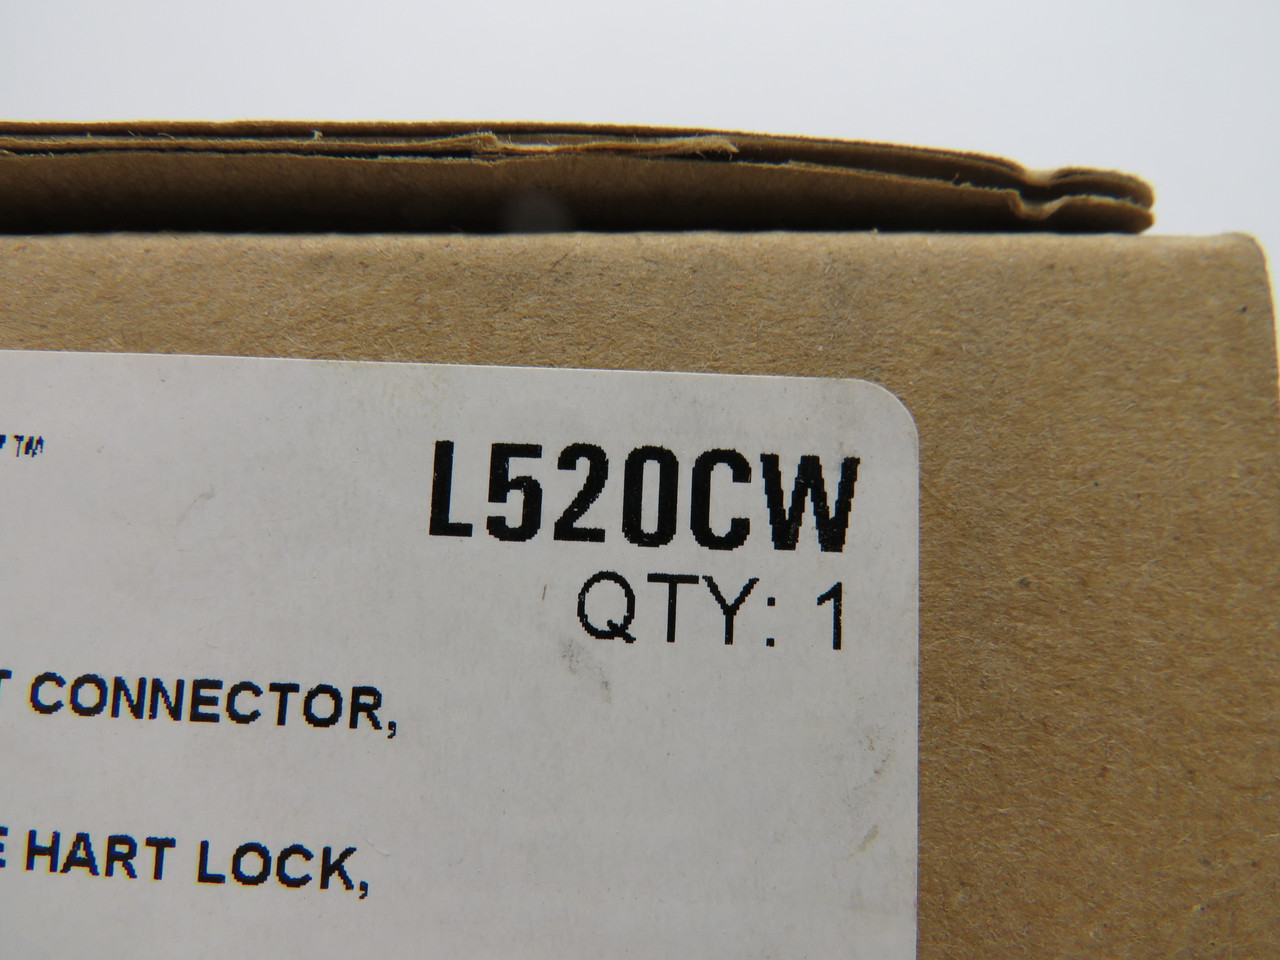 L520CW
QTY: 1
CONNECTOR,
HART LOCK,